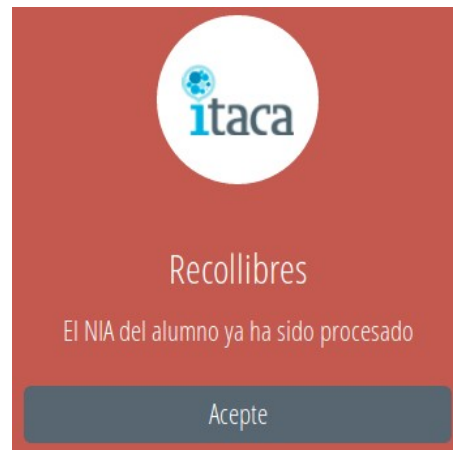 itaca
Recollibres
El NIA del alumno ya ha sido procesado
Acepte